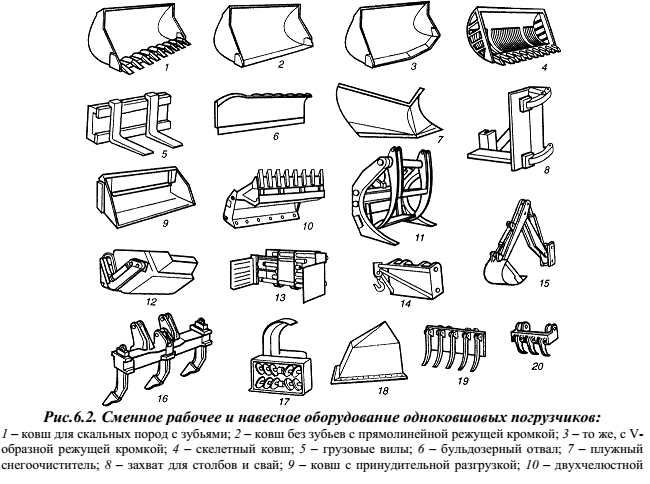 1 2 3 4
5 6 7 8
9 10 11
12 13 14 15
16 17 18 19 20
Рис.6.2. Сменное рабочее и навесное оборудование одноковшовых погрузчиков:
1 – ковш для скальных пород с зубьями; 2 – ковш без зубьев с прямолинейной режущей кромкой; 3 – то же, с V-
образной режущей кромкой; 4 – скелетный ковш; 5 – грузовые вилы; 6 – бульдозерный отвал; 7 – плужный
снегоочиститель; 8 – захват для столбов и свай; 9 – ковш с принудительной разгрузкой; 10 – двухчелюстной